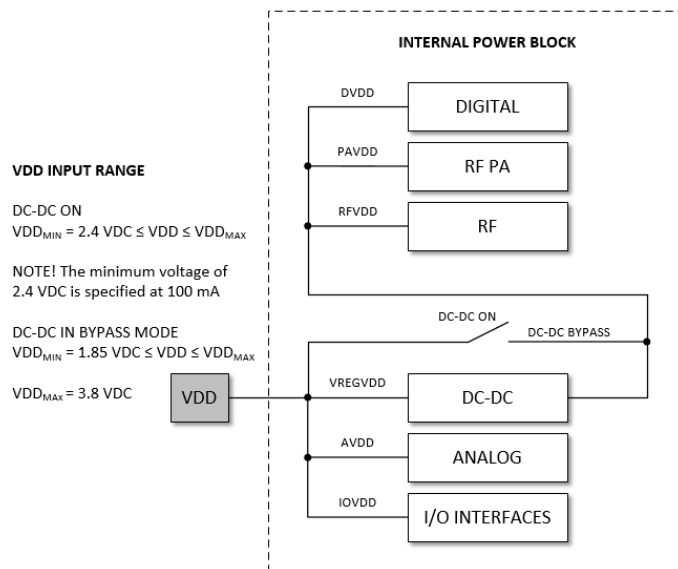 INTERNAL POWER BLOCK
DVDD
DIGITAL
PAVDD
RF PA
RFVDD
RF
VDD INPUT RANGE
DC-DC ON
VDDMIN = 2.4 VDC ≤ VDD ≤ VDDMAX
NOTE! The minimum voltage of
2.4 VDC is specified at 100 mA
DC-DC IN BYPASS MODE
VDDMIN = 1.85 VDC ≤ VDD ≤ VDDMAX
VDDMAX = 3.8 VDC
VDD
DC-DC ON
DC-DC BYPASS
VREGVDD
DC-DC
AVDD
ANALOG
IOVDD
I/O INTERFACES